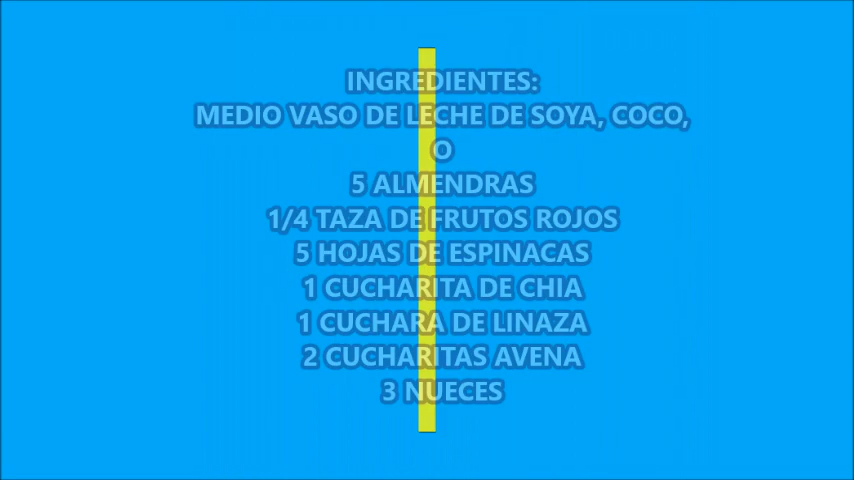 INGREDIENTES:
MEDIO VASO DE LECHE DE SOYA, COCO,
O
5 ALMENDRAS
1/4 TAZA DE FRUTOS ROJOS
5 HOJAS DE ESPINACAS
1 CUCHARITA DE CHIA
1 CUCHARA DE LINAZA
2 CUCHARITAS AVENA
3 NUECES